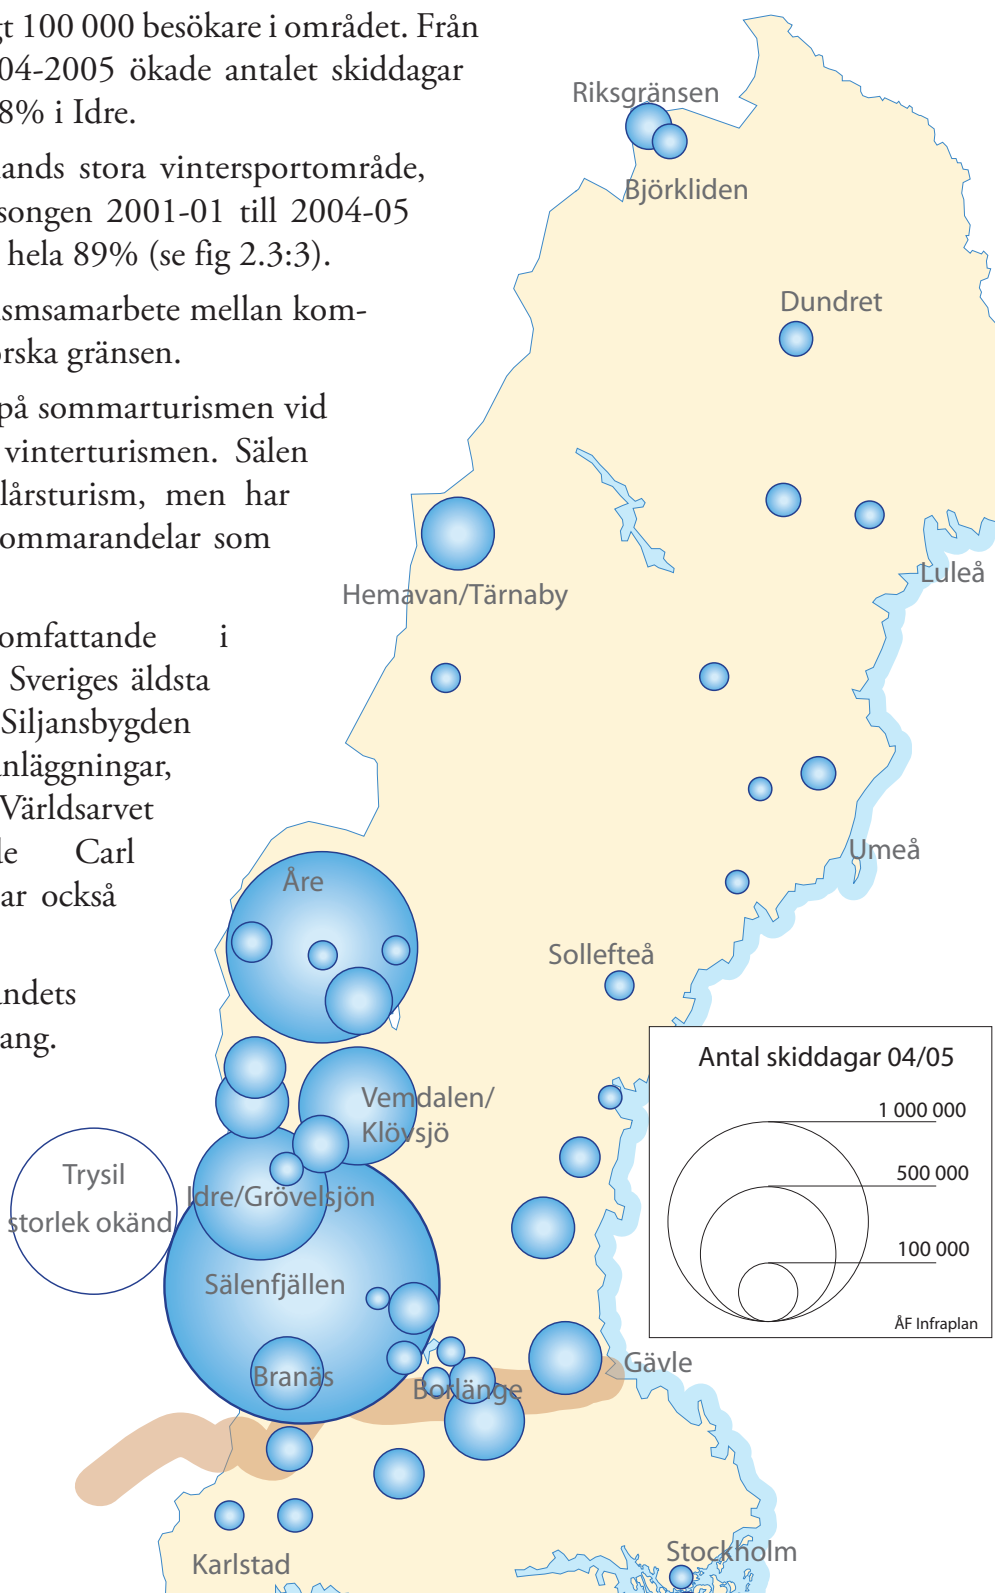 gt 100 000 besökare i området. Från
04-2005 ökade antalet skiddagar
8% i Idre.
ands stora vintersportområde,
songen 2001-01 till 2004-05
hela 89% (se fig 2.3:3).
smsamarbete mellan kom-
orska gränsen.
på sommarturismen vid
vinterturismen. Sälen
lårsturism, men har
ommarandelar som
omfattande i
Sveriges äldsta
Siljansbygden
nläggningar,
Världsarvet
le Carl
ar också
andets
ang.
Riksgränsen
Björkliden
Dundret
Luleå
Hemavan/Tärnaby
Umeå
Åre
Sollefteå
Vemdalen/
Klövsjö
Trysil
storlek okänd
Idre/Grövelsjön
Sälenfjällen
Branäs
Borlänge
Gävle
Karlstad
Stockholm
Antal skiddagar 04/05
1 000 000
500 000
100 000
ÅF Infraplan